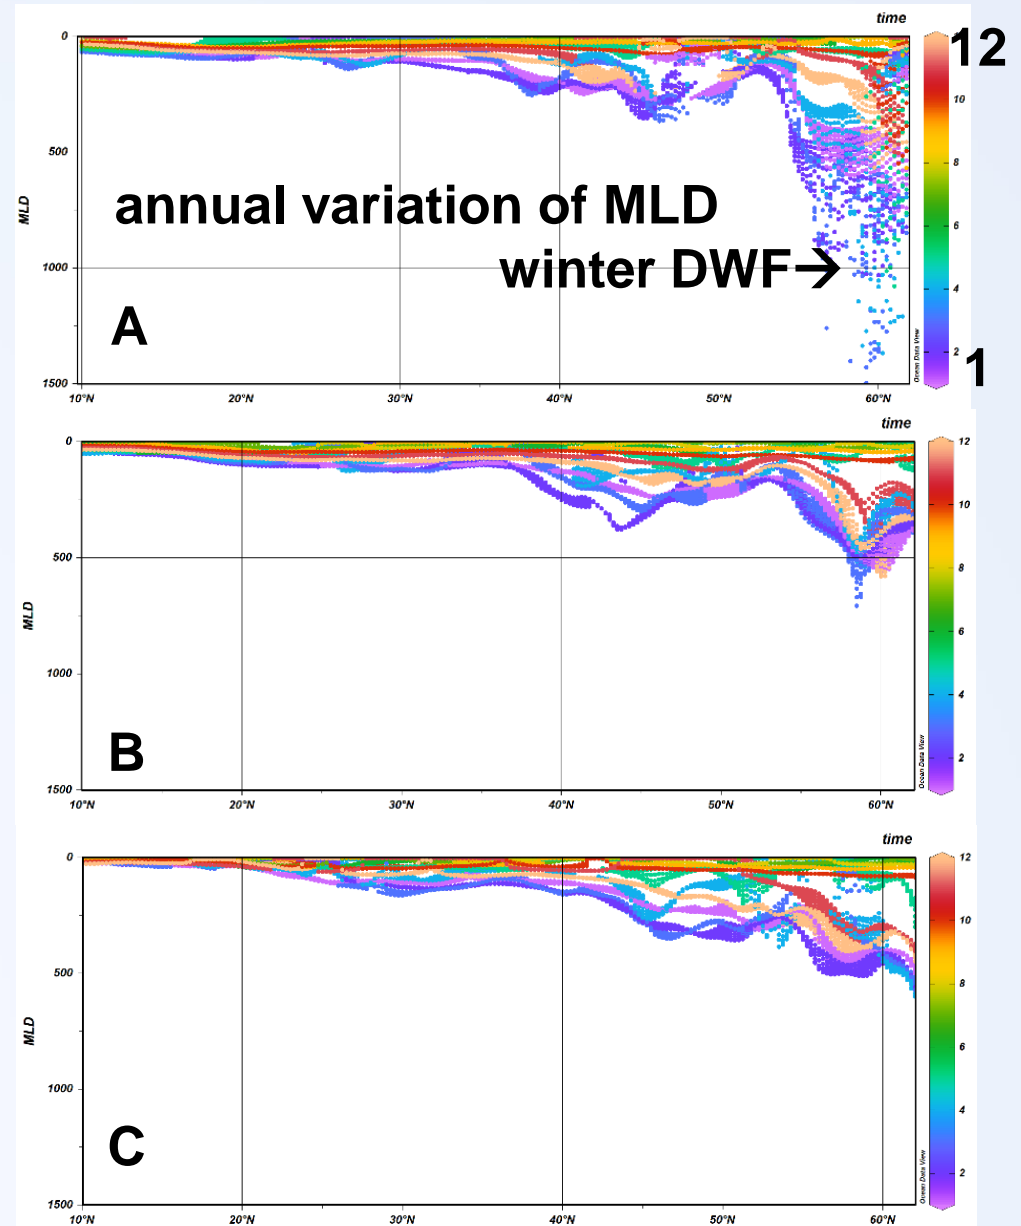 time
0
500
MLD
1000
1500
annual variation of MLD
winter DWF→
A
10°N 20°N 30°N 40°N 50°N 60°N
12
10
8
6
4
2
1
Ocean Data View
time
0
500
MLD
1000
1500
B
10°N 20°N 30°N 40°N 50°N 60°N
12
10
8
6
4
2
Ocean Data View
time
0
500
MLD
1000
1500
C
10°N 20°N 30°N 40°N 50°N 60°N
12
10
8
6
4
2
Ocean Data View